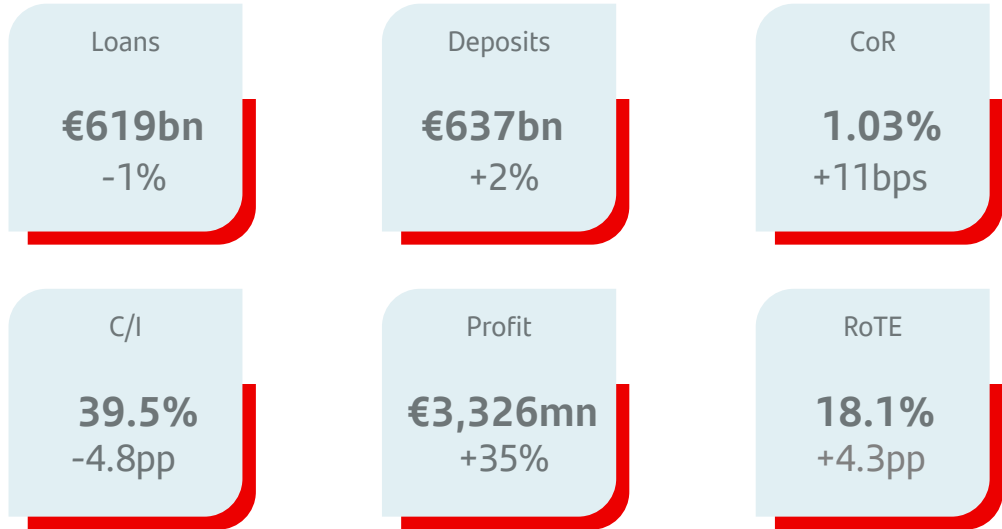 Loans
€619bn
-1%
Deposits
€637bn
+2%
CoR
1.03%
+11bps
C/I
39.5%
-4.8pp
Profit
€3,326mn
+35%
RoTE
18.1%
+4.3pp